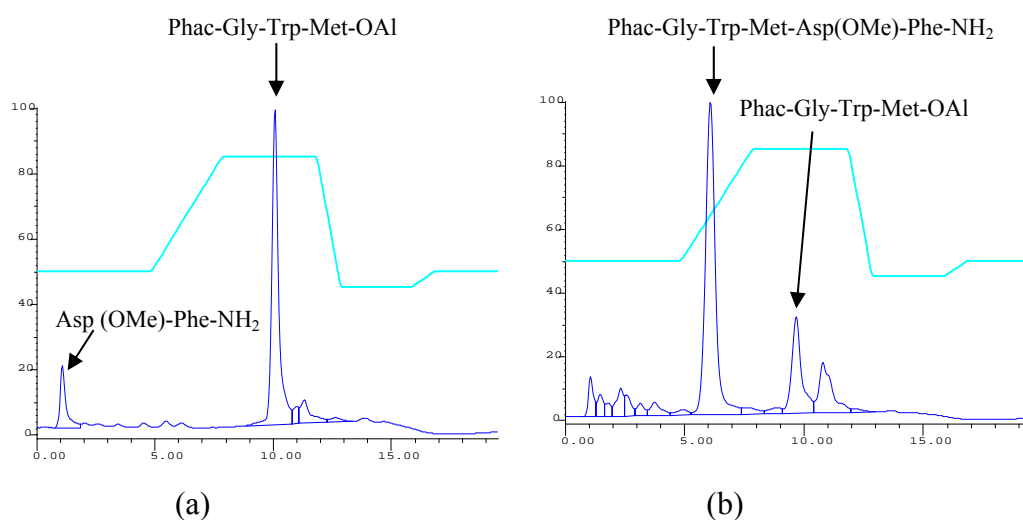 Phac-Gly-Trp-Met-OAl
100
80
60
40
20
0
Asp (OMe)-Phe-NH₂
0.00 5.00 10.00 15.00
(a)
Phac-Gly-Trp-Met-Asp(OMe)-Phe-NH₂
Phac-Gly-Trp-Met-OAl
100
80
60
40
20
0
0.00 5.00 10.00 15.00
(b)